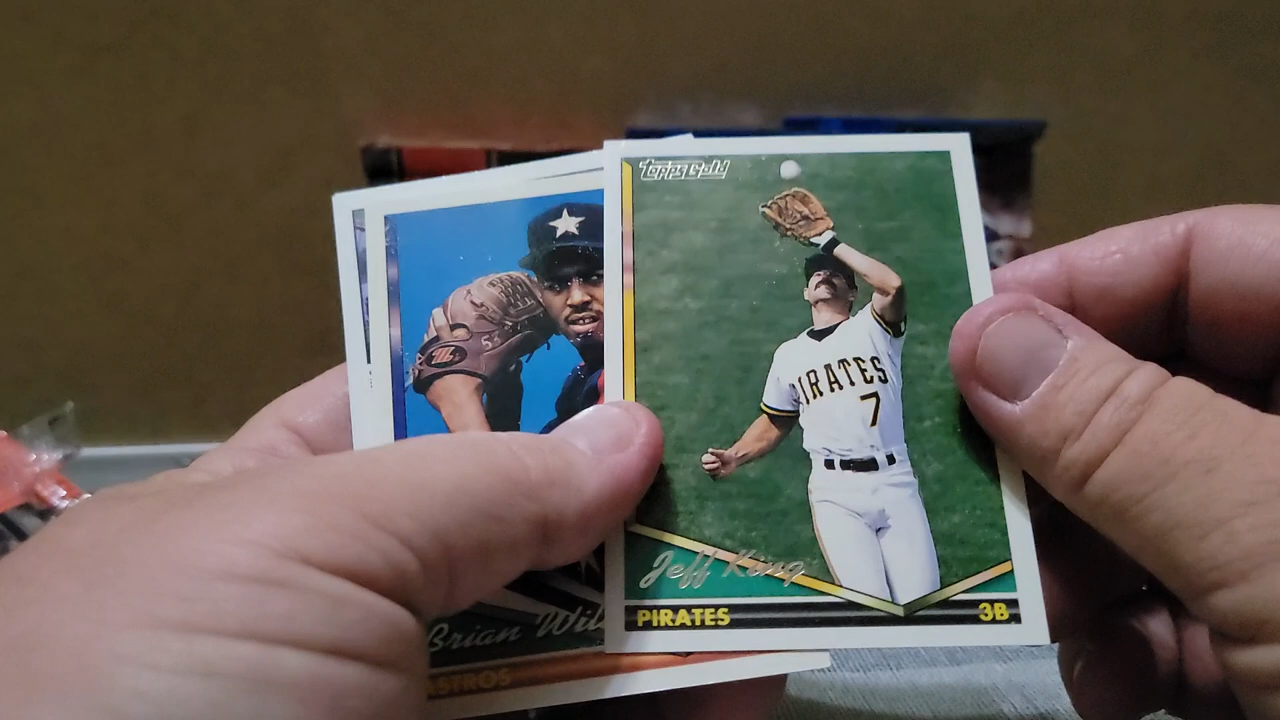 Topps Gold
PIRATES
7
Jeff King
PIRATES
3B
Brian Wil
ASTROS